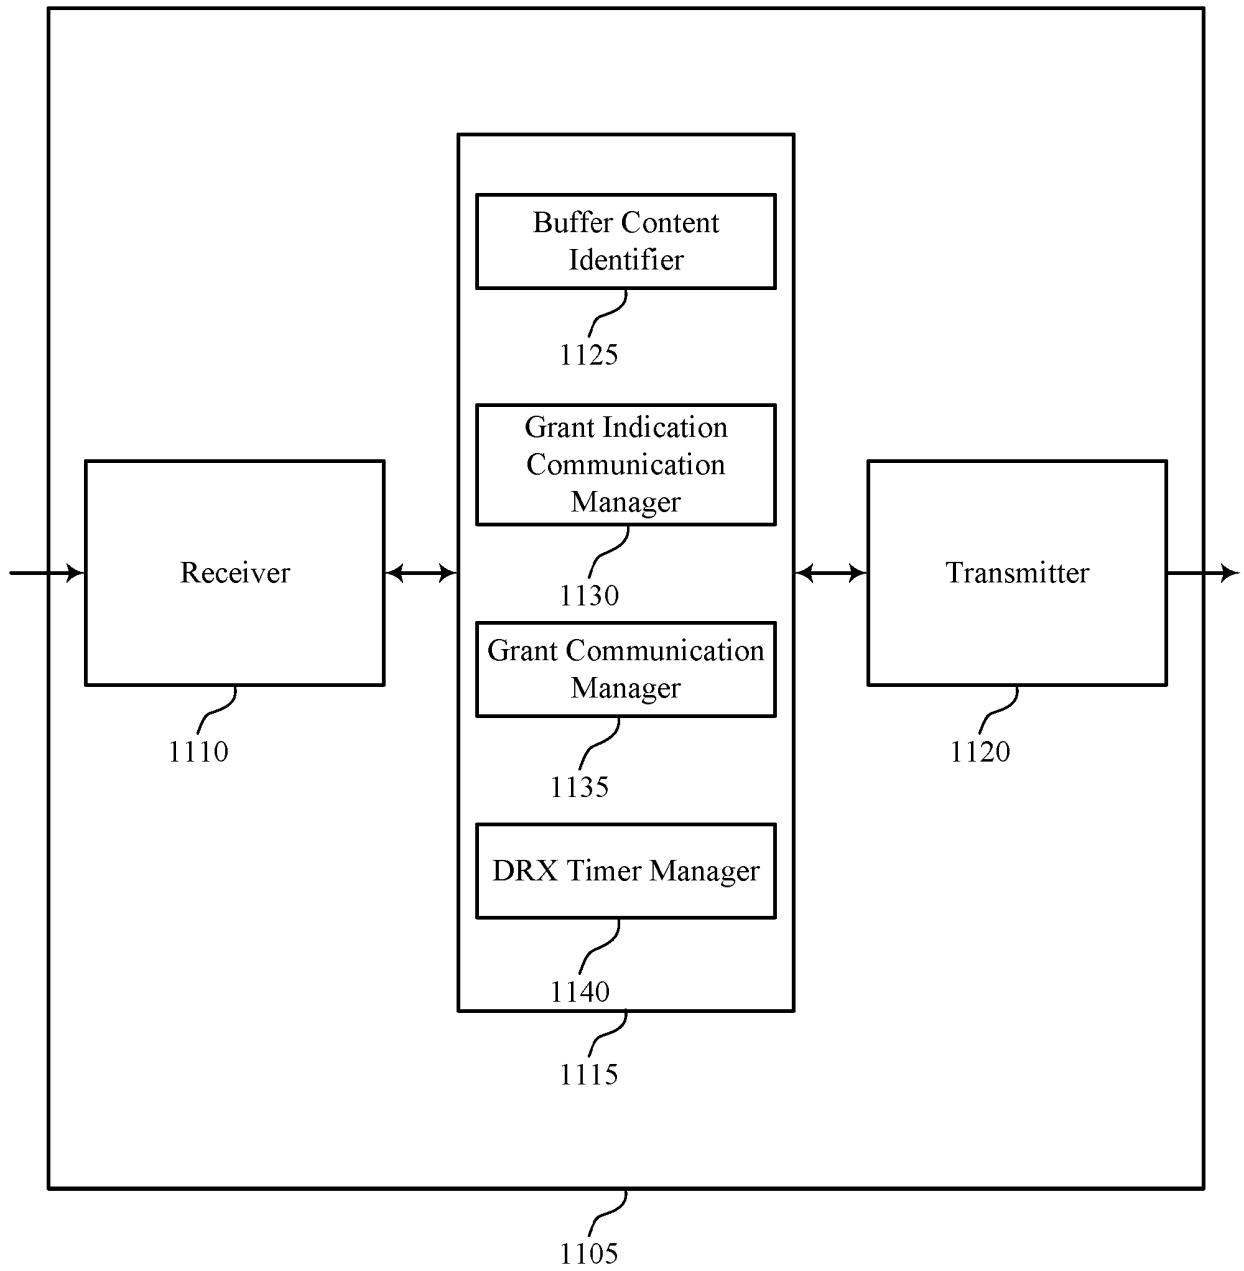 Buffer Content
Identifier
1125
Grant Indication
Communication
Manager
1130
Receiver
1110
Grant Communication
Manager
1135
Transmitter
1120
DRX Timer Manager
1140
1115
1105